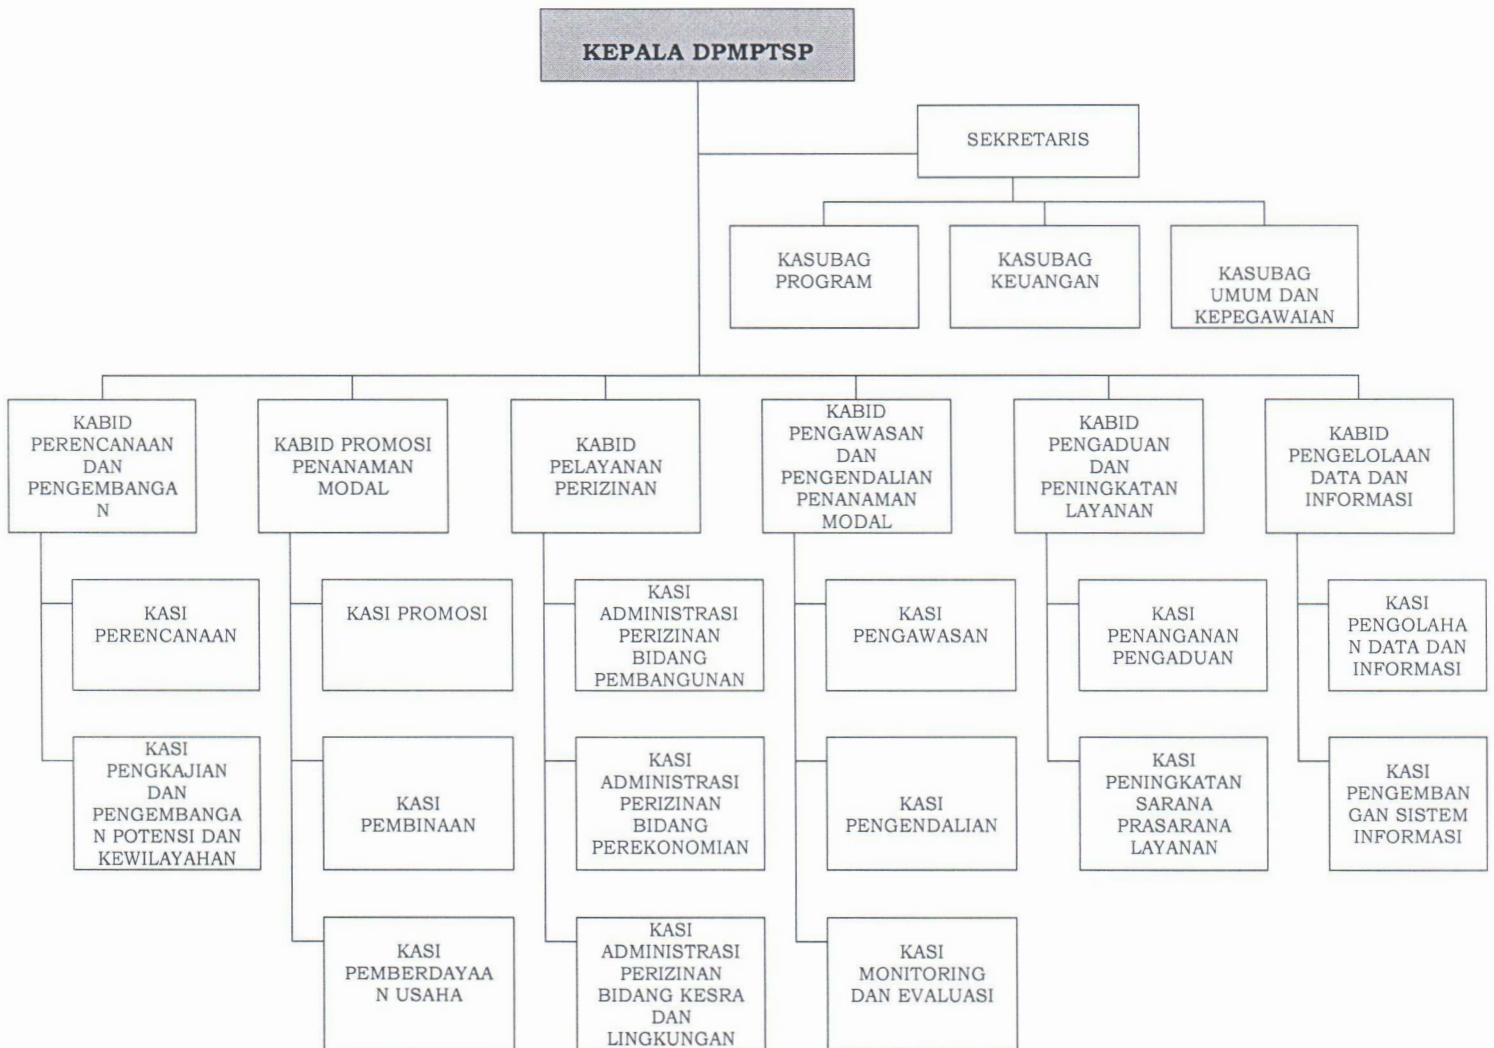 KEPALA DPMPTSP
SEKRETARIS
KASUBAG
PROGRAM
KASUBAG
KEUANGAN
KASUBAG
UMUM DAN
KEPEGAWAIAN
KABID
PERENCANAAN
DAN
PENGEMBANGA
N
KABID PROMOSI
PENANAMAN
MODAL
KABID
PELAYANAN
PERIZINAN
KABID
PENGAWASAN
DAN
PENGENDALIAN
PENANAMAN
MODAL
KABID
PENGADUAN
DAN
PENINGKATAN
LAYANAN
KABID
PENGELOLAAN
DATA DAN
INFORMASI
KASI
PERENCANAAN
KASI PROMOSI
KASI
ADMINISTRASI
PERIZINAN
BIDANG
PEMBANGUNAN
KASI
PENGAWASAN
KASI
PENANGANAN
PENGADUAN
KASI
PENGOLAHA
N DATA DAN
INFORMASI
KASI
PENGKAJIAN
DAN
PENGEMBANGA
N POTENSI DAN
KEWILAYAHAN
KASI
PEMBINAAN
KASI
ADMINISTRASI
PERIZINAN
BIDANG
PEREKONOMIAN
KASI
PENGENDALIAN
KASI
PENINGKATAN
SARANA
PRASARANA
LAYANAN
KASI
PENGEMBAN
GAN SISTEM
INFORMASI
KASI
PEMBERDAYAA
N USAHA
KASI
ADMINISTRASI
PERIZINAN
BIDANG KESRA
DAN
LINGKUNGAN
KASI
MONITORING
DAN EVALUASI